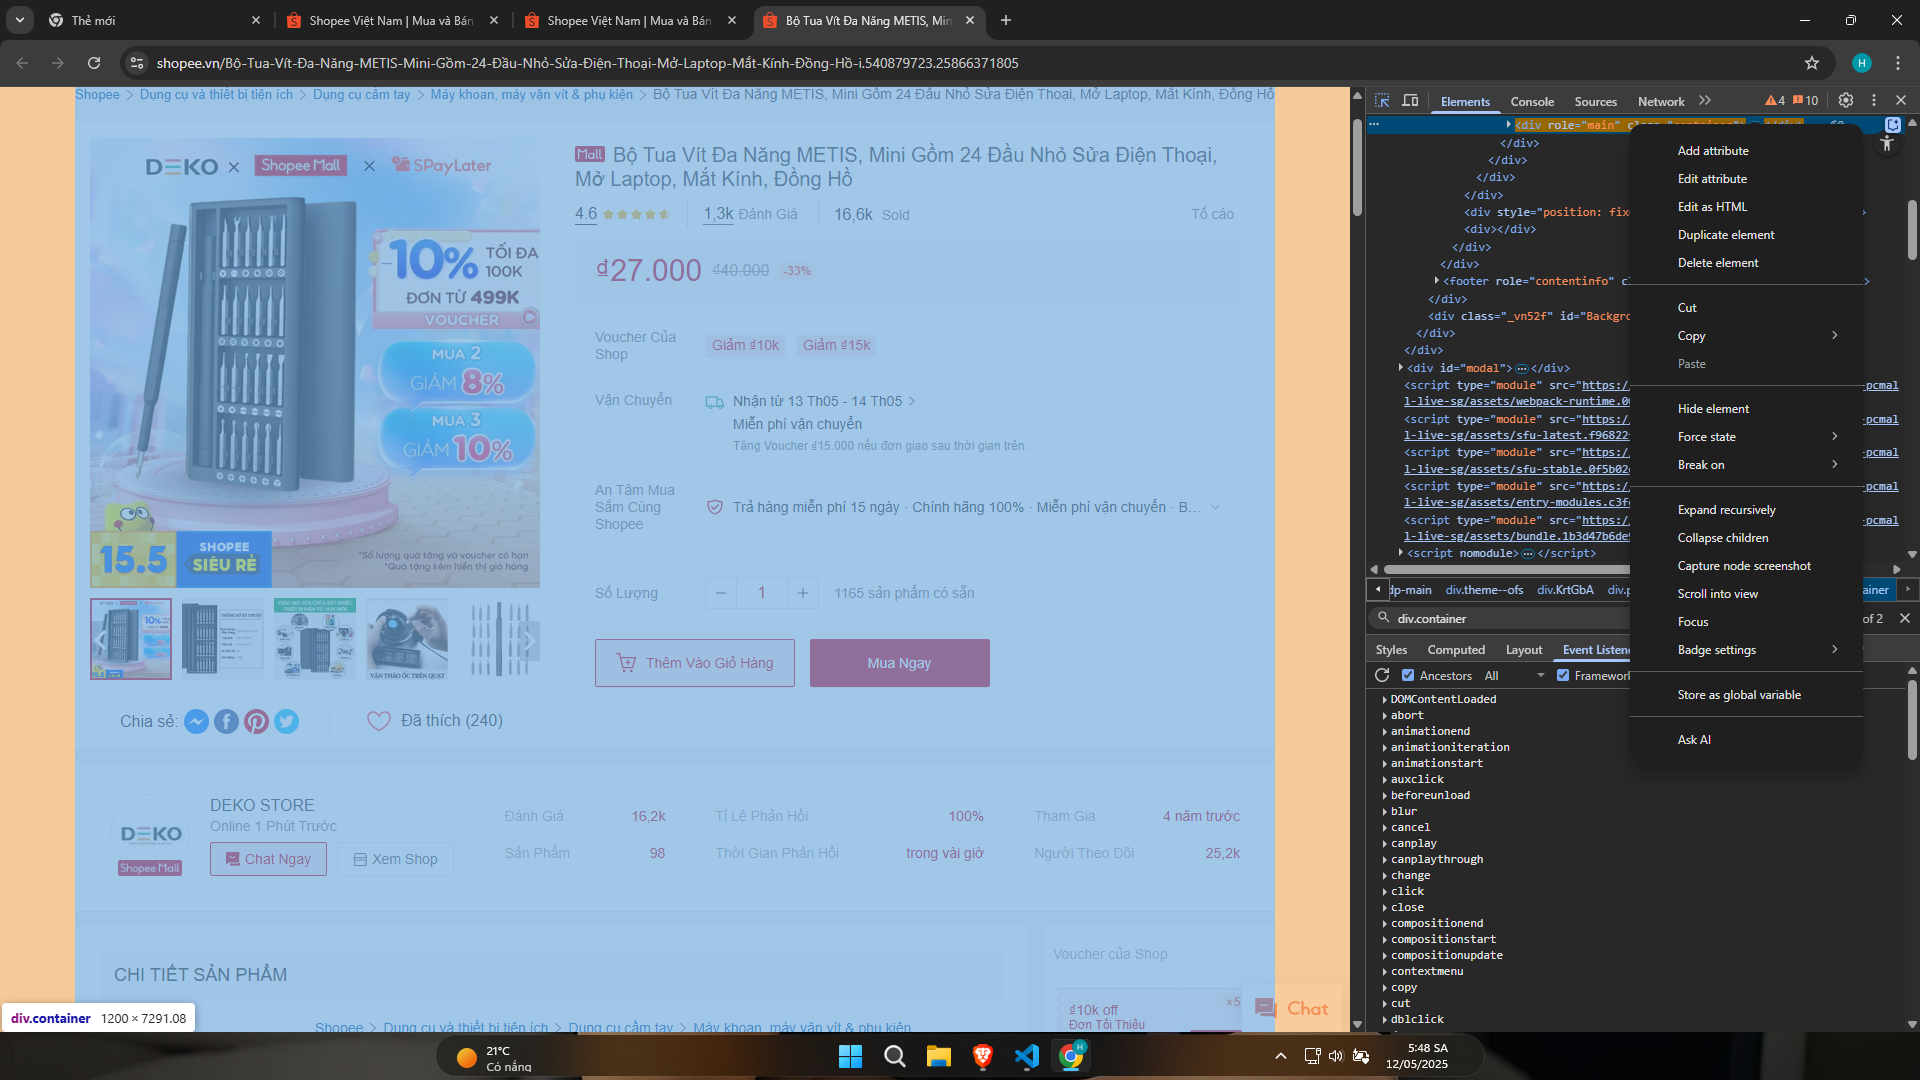 Thẻ mới
Shopee Việt Nam | Mua và Bán
Shopee Việt Nam | Mua và Bán
Bộ Tua Vít Đa Năng METIS, Min
shopee.vn/Bộ-Tua-Vít-Đa-Năng-METIS-Mini-Gồm-24-Đầu-Nhỏ-Sửa-Điện-Thoại-Mở-Laptop-Mắt-Kính-Đồng-Hồ-i.540879723.25866371805
H
Shopee > Dụng cụ và thiết bị tiện ích > Dụng cụ cầm tay > Máy khoan, máy vặn vít & phụ kiện > Bộ Tua Vít Đa Năng METIS, Mini Gồm 24 Đầu Nhỏ Sửa Điện Thoại, Mở Laptop, Mắt Kính, Đồng Hồ
DEKO × Shopee Mall × SPayLater
-10% TỐI ĐA 100K
ĐƠN TỪ 499K
VOUCHER
MUA 2
GIẢM 8%
MUA 3
GIẢM 10%
15.5
SHOPEE
SIÊU RẺ
*Số lượng quà tặng và voucher có hạn
*Quà tặng kèm hiển thị giỏ hàng
Mall Bộ Tua Vít Đa Năng METIS, Mini Gồm 24 Đầu Nhỏ Sửa Điện Thoại,
Mở Laptop, Mắt Kính, Đồng Hồ
4.6
1,3k Đánh Giá
16,6k Sold
Tố cáo
₫27.000 ₫40.000 -33%
Voucher Của Shop
Giảm ₫10k
Giảm ₫15k
Vận Chuyển
Nhận từ 13 Th05 - 14 Th05 >
Miễn phí vận chuyển
Tặng Voucher ₫15.000 nếu đơn giao sau thời gian trên.
An Tâm Mua Sắm Cùng Shopee
Trả hàng miễn phí 15 ngày · Chính hãng 100% · Miễn phí vận chuyển · B...
Số Lượng
− 1 +
1165 sản phẩm có sẵn
Thêm Vào Giỏ Hàng
Mua Ngay
Chia sẻ:
Đã thích (240)
DEKO
Shopee Mall
DEKO STORE
Online 1 Phút Trước
Chat Ngay
Xem Shop
Đánh Giá 16,2k
Tỉ Lệ Phản Hồi 100%
Tham Gia 4 năm trước
Sản Phẩm 98
Thời Gian Phản Hồi trong vài giờ
Người Theo Dõi 25,2k
CHI TIẾT SẢN PHẨM
Shopee > Dụng cụ và thiết bị tiện ích > Dụng cụ cầm tay > Máy khoan, máy vặn vít & phụ kiện
Voucher của Shop
₫10k off
Đơn Tối Thiểu
x5
Chat
div.container 1200 × 7291.08
Elements Console Sources Network >> 4 10
<div role="main"
</div>
</div>
</div>
</div>
<div style="position: fix
<div></div>
</div>
</div>
<footer role="contentinfo" cl
</div>
<div class="_vn52f" id="Backgro
</div>
</div>
<div id="modal">…</div>
<script type="module" src="https:/ -pcmal
l-live-sg/assets/webpack-runtime.00
<script type="module" src="https:/ -pcmal
l-live-sg/assets/sfu-latest.f96822
<script type="module" src="https:/ -pcmal
l-live-sg/assets/sfu-stable.0f5b02
<script type="module" src="https:/ -pcmal
l-live-sg/assets/entry-modules.c3f
<script type="module" src="https:/ -pcmal
l-live-sg/assets/bundle.1b3d47b6de
<script nomodule>…</script>
dp-main div.theme--ofs div.KrtGbA div.p ainer
div.container of 2
Styles Computed Layout Event Listene
Ancestors All Framework
DOMContentLoaded
abort
animationend
animationiteration
animationstart
auxclick
beforeunload
blur
cancel
canplay
canplaythrough
change
click
close
compositionend
compositionstart
compositionupdate
contextmenu
copy
cut
dblclick
Add attribute
Edit attribute
Edit as HTML
Duplicate element
Delete element
Cut
Copy
Paste
Hide element
Force state
Break on
Expand recursively
Collapse children
Capture node screenshot
Scroll into view
Focus
Badge settings
Store as global variable
Ask AI
21°C
Có nắng
5:48 SA
12/05/2025